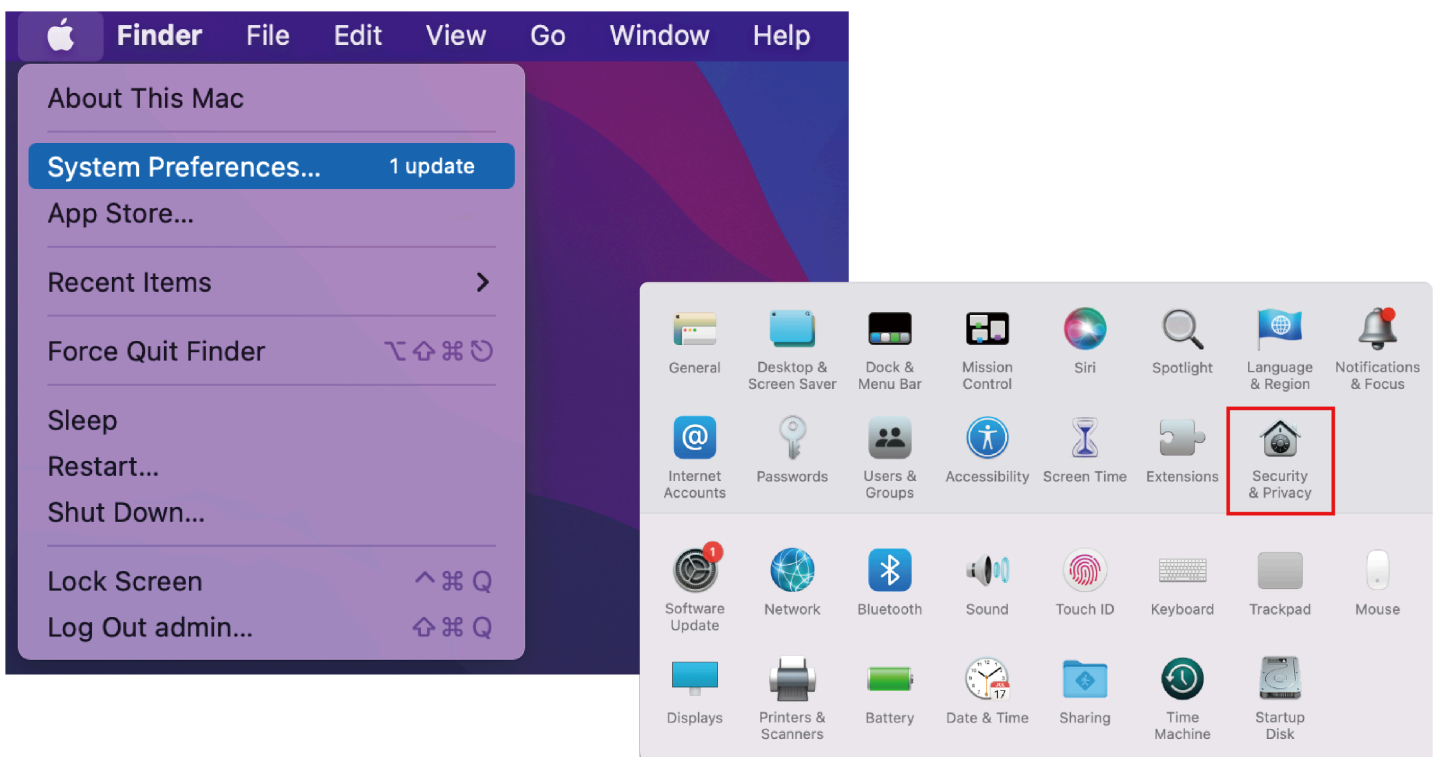 Finder File Edit View Go Window Help
About This Mac
System Preferences... 1 update
App Store...
Recent Items
Force Quit Finder ⌥⇧⌘⎋
Sleep
Restart...
Shut Down...
Lock Screen ^⌘Q
Log Out admin... ⇧⌘Q
General Desktop & Dock & Mission Siri Spotlight Language Notifications
Screen Saver Menu Bar Control & Region & Focus
@
Internet Passwords Users & Accessibility Screen Time Extensions Security
Accounts Groups & Privacy
1
Software Network Bluetooth Sound Touch ID Keyboard Trackpad Mouse
Update
JUL
17
Displays Printers & Battery Date & Time Sharing Time Startup
Scanners Machine Disk